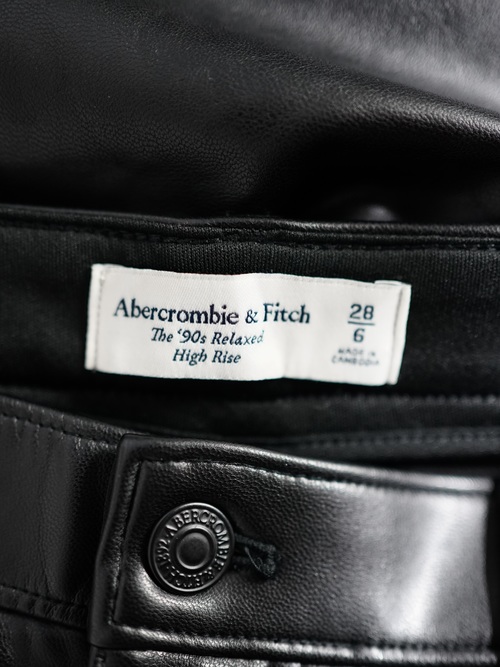 Abercrombie & Fitch
The ‘90s Relaxed
High Rise
28
6
MADE IN
CAMBODIA
ABERCROMBIE